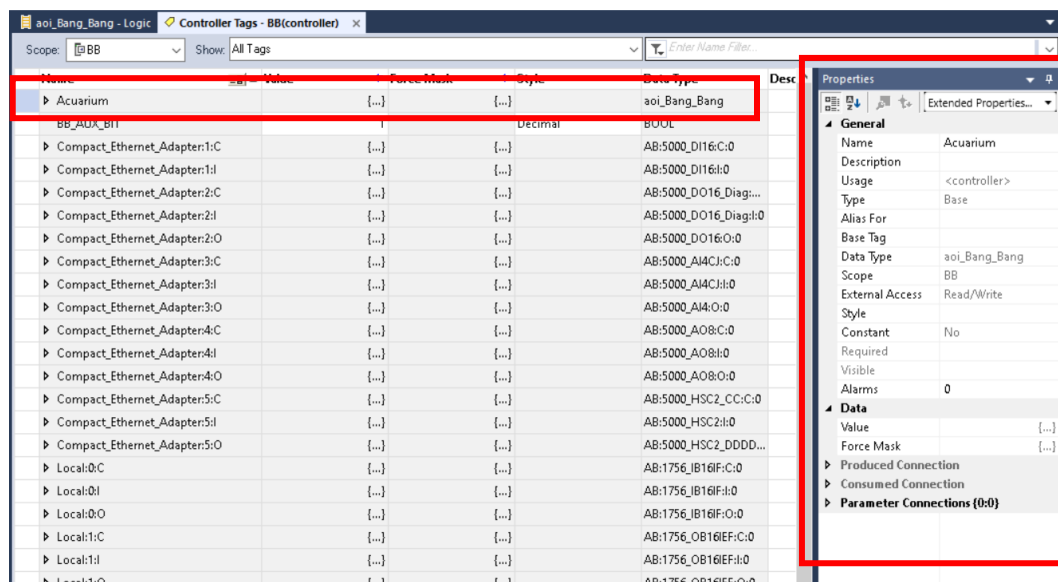 aoi_Bang_Bang - Logic Controller Tags - BB(controller) ×
Scope: BB Show: All Tags Enter Name Filter...
Name Value Force Mask Style Data Type Desc
Acuarium {...} {...} aoi_Bang_Bang
BB_AUX_BIT 1 Decimal BOOL
Compact_Ethernet_Adapter:1:C {...} {...} AB:5000_DI16:C:0
Compact_Ethernet_Adapter:1:I {...} {...} AB:5000_DI16:I:0
Compact_Ethernet_Adapter:2:C {...} {...} AB:5000_DO16_Diag:...
Compact_Ethernet_Adapter:2:I {...} {...} AB:5000_DO16_Diag:I:0
Compact_Ethernet_Adapter:2:O {...} {...} AB:5000_DO16:O:0
Compact_Ethernet_Adapter:3:C {...} {...} AB:5000_AI4CJ:C:0
Compact_Ethernet_Adapter:3:I {...} {...} AB:5000_AI4CJ:I:0
Compact_Ethernet_Adapter:3:O {...} {...} AB:5000_AI4:O:0
Compact_Ethernet_Adapter:4:C {...} {...} AB:5000_AO8:C:0
Compact_Ethernet_Adapter:4:I {...} {...} AB:5000_AO8:I:0
Compact_Ethernet_Adapter:4:O {...} {...} AB:5000_AO8:O:0
Compact_Ethernet_Adapter:5:C {...} {...} AB:5000_HSC2_CC:C:0
Compact_Ethernet_Adapter:5:I {...} {...} AB:5000_HSC2:I:0
Compact_Ethernet_Adapter:5:O {...} {...} AB:5000_HSC2_DDDD...
Local:0:C {...} {...} AB:1756_IB16IF:C:0
Local:0:I {...} {...} AB:1756_IB16IF:I:0
Local:0:O {...} {...} AB:1756_IB16IF:O:0
Local:1:C {...} {...} AB:1756_OB16IEF:C:0
Local:1:I {...} {...} AB:1756_OB16IEF:I:0
Local:1:O {...} {...} AB:1756_OB16IEF:O:0
Properties
Extended Properties...
General
Name Acuarium
Description
Usage <controller>
Type Base
Alias For
Base Tag
Data Type aoi_Bang_Bang
Scope BB
External Access Read/Write
Style
Constant No
Required
Visible
Alarms 0
Data
Value {...}
Force Mask {...}
Produced Connection
Consumed Connection
Parameter Connections {0:0}